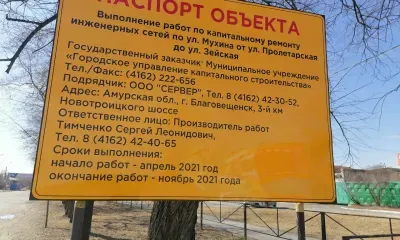 ПАСПОРТ ОБЪЕКТА
Выполнение работ по капитальному ремонту
инженерных сетей по ул. Мухина от ул. Пролетарская
до ул. Зейская
Государственный заказчик: Муниципальное учреждение
«Городское управление капитального строительства»
Тел./Факс: (4162) 222-656
Подрядчик: ООО "СЕРВЕР", Тел. 8 (4162) 42-30-52,
Адрес: Амурская обл., г. Благовещенск, 3-й км
Новотроицкого шоссе
Ответственное лицо: Производитель работ
Тимченко Сергей Леонидович,
Тел. 8 (4162) 42-40-65
Сроки выполнения:
начало работ - апрель 2021 год
окончание работ - ноябрь 2021 года